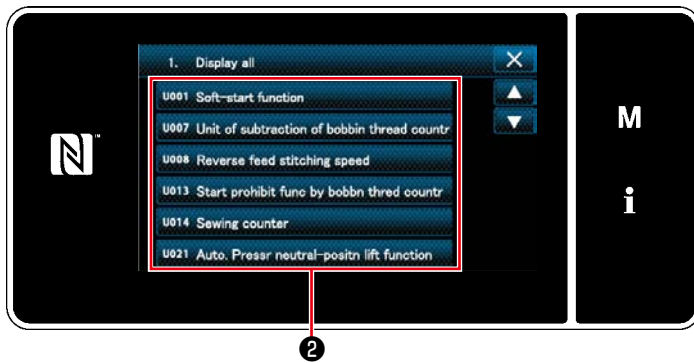 1. Display all
U001 Soft-start function
U007 Unit of subtraction of bobbin thread countr
U008 Reverse feed stitching speed
U013 Start prohibit func by bobbn thred countr
U014 Sewing counter
U021 Auto. Pressr neutral-positn lift function
N™
M
i
❷